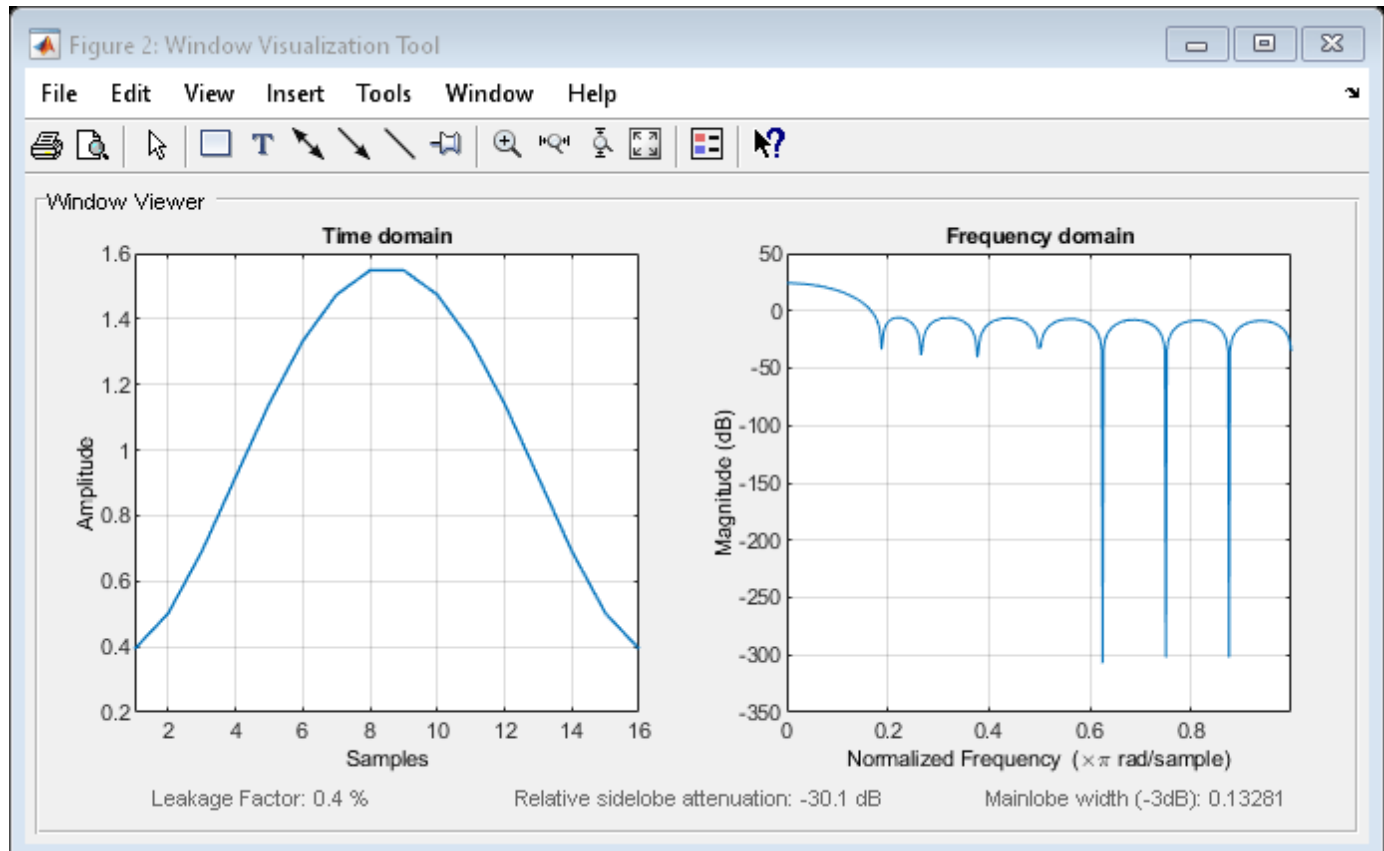 Figure 2: Window Visualization Tool
File Edit View Insert Tools Window Help
T
?
Window Viewer
Time domain
1.6
1.4
1.2
1
0.8
0.6
0.4
0.2
Amplitude
2 4 6 8 10 12 14 16
Samples
Frequency domain
50
0
-50
-100
-150
-200
-250
-300
-350
Magnitude (dB)
0 0.2 0.4 0.6 0.8
Normalized Frequency (×π rad/sample)
Leakage Factor: 0.4 % Relative sidelobe attenuation: -30.1 dB Mainlobe width (-3dB): 0.13281